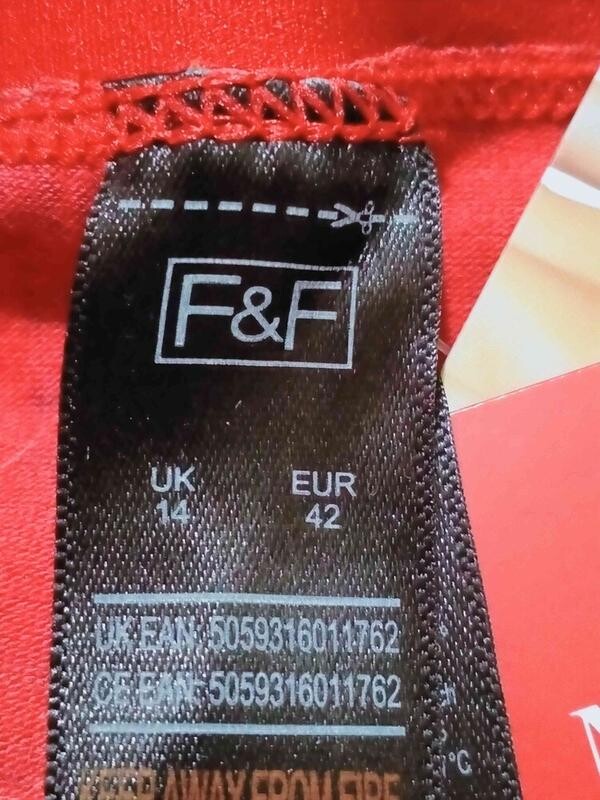 F&F
UK EUR
14 42
UK EAN: 5059316011762
CE EAN: 5059316011762
KEEP AWAY FROM FIRE
°C